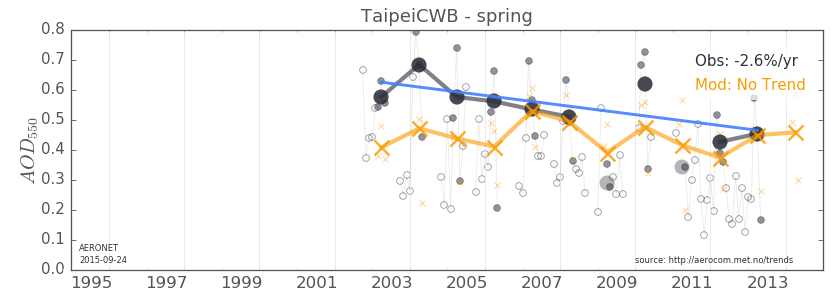 TaipeiCWB - spring
0.8
0.7
0.6
0.5
0.4
0.3
0.2
0.1
0.0
AOD550
Obs: -2.6%/yr
Mod: No Trend
AERONET
2015-09-24
source: http://aerocom.met.no/trends
1995 1997 1999 2001 2003 2005 2007 2009 2011 2013